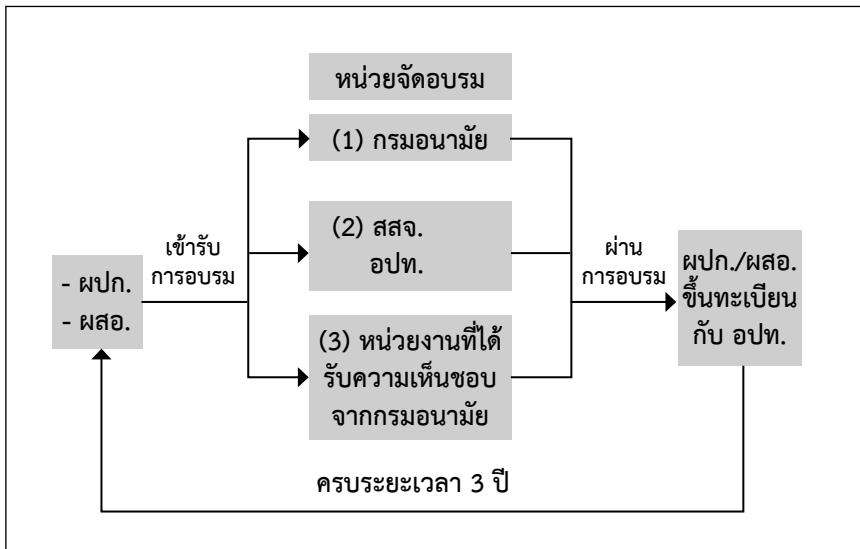 หน่วยจัดอบรม
(1) กรมอนามัย
(2) สสจ.
อปท.
(3) หน่วยงานที่ได้
รับความเห็นชอบ
จากกรมอนามัย
- ผปก.
- ผสอ.
เข้ารับ
การอบรม
ผ่าน
การอบรม
ผปก./ผสอ.
ขึ้นทะเบียน
กับ อปท.
ครบระยะเวลา 3 ปี